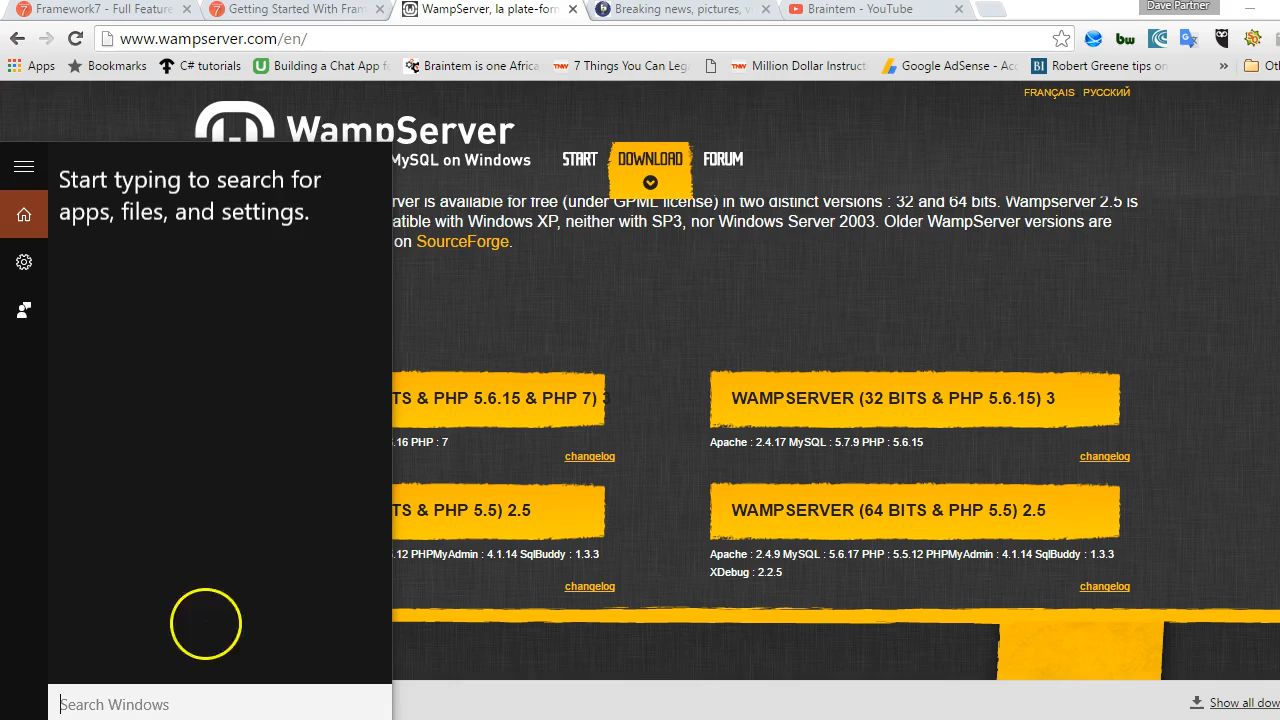 Framework7 - Full Feature
Getting Started With Fram
WampServer, la plate-for
Breaking news, pictures, v
Braintem - YouTube
Dave Partner
www.wampserver.com/en/
Apps
Bookmarks
C# tutorials
Building a Chat App f
Braintem is one Africa
7 Things You Can Leg
Million Dollar Instruct
Google AdSense - Ac
Robert Greene tips on
»
Ot
FRANÇAIS РУССКИЙ
WampServer
MySQL on Windows
START
DOWNLOAD
FORUM
Start typing to search for
apps, files, and settings.
rver is available for free (under GPML license) in two distinct versions : 32 and 64 bits. Wampserver 2.5 is
patible with Windows XP, neither with SP3, nor Windows Server 2003. Older WampServer versions are
on SourceForge.
ITS & PHP 5.6.15 & PHP 7) 3
WAMPSERVER (32 BITS & PHP 5.6.15) 3
.16 PHP : 7
Apache : 2.4.17 MySQL : 5.7.9 PHP : 5.6.15
changelog
changelog
ITS & PHP 5.5) 2.5
WAMPSERVER (64 BITS & PHP 5.5) 2.5
.12 PHPMyAdmin : 4.1.14 SqlBuddy : 1.3.3
Apache : 2.4.9 MySQL : 5.6.17 PHP : 5.5.12 PHPMyAdmin : 4.1.14 SqlBuddy : 1.3.3
XDebug : 2.2.5
changelog
changelog
Search Windows
Show all dow